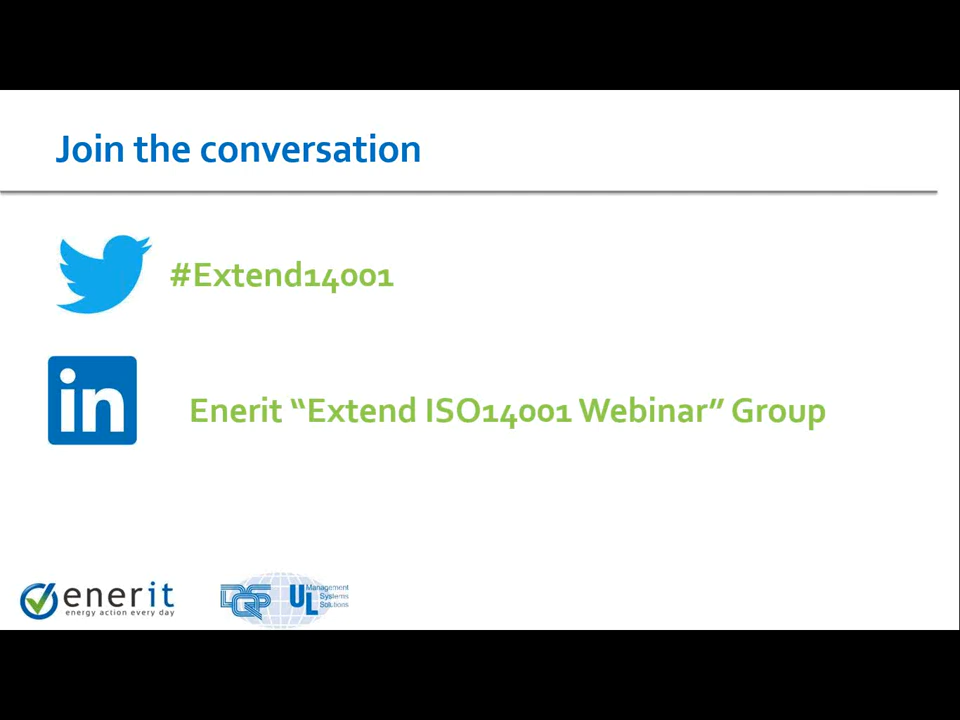 Join the conversation
#Extend14001
in
Enerit “Extend ISO14001 Webinar” Group
enerit
energy action every day
DQS
UL
Management
Systems
Solutions